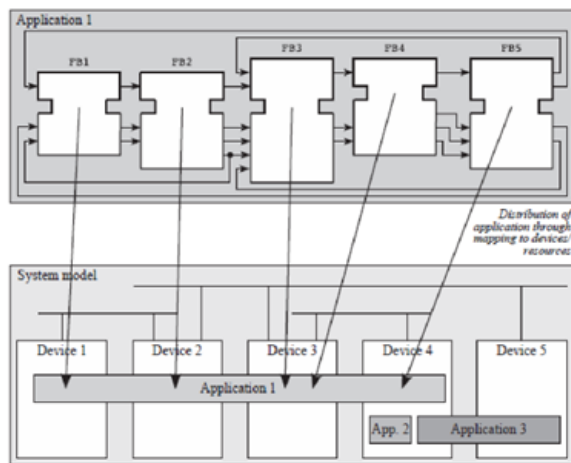 Application 1
FB1
FB2
FB3
FB4
FB5
Distribution of
application through
mapping to devices/
resources
System model
Device 1
Device 2
Device 3
Device 4
Device 5
Application 1
App. 2
Application 3